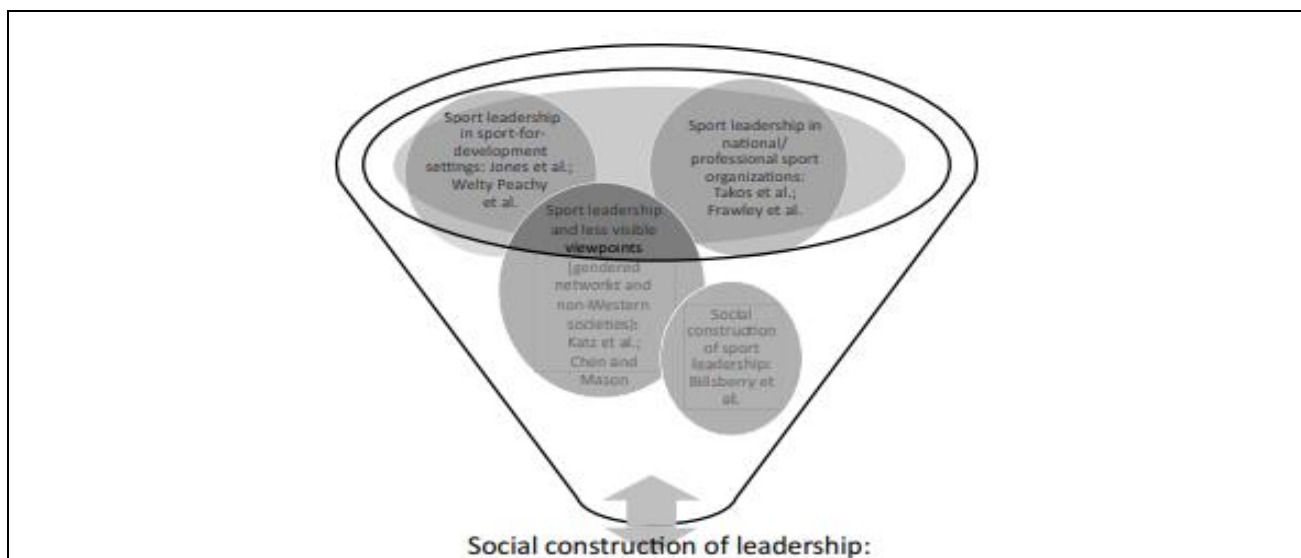 Sport leadership
in sport-for-
development
settings: Jones et al.;
Welty Peachy
et al.
Sport leadership in
national/
professional sport
organizations:
Takos et al.;
Frawley et al.
Sport leadership
and less visible
viewpoints
(gendered
networks and
non-Western
societies):
Katz et al.;
Chen and
Mason
Social
construction
of sport
leadership:
Billsberry et
al.
Social construction of leadership: